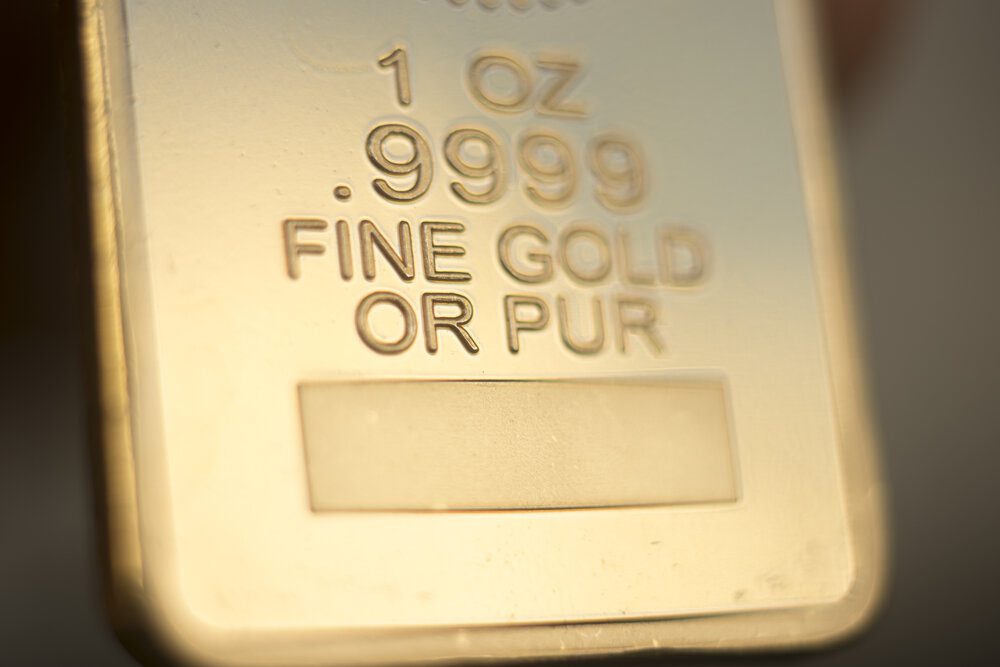 1 OZ
.9999
FINE GOLD
OR PUR